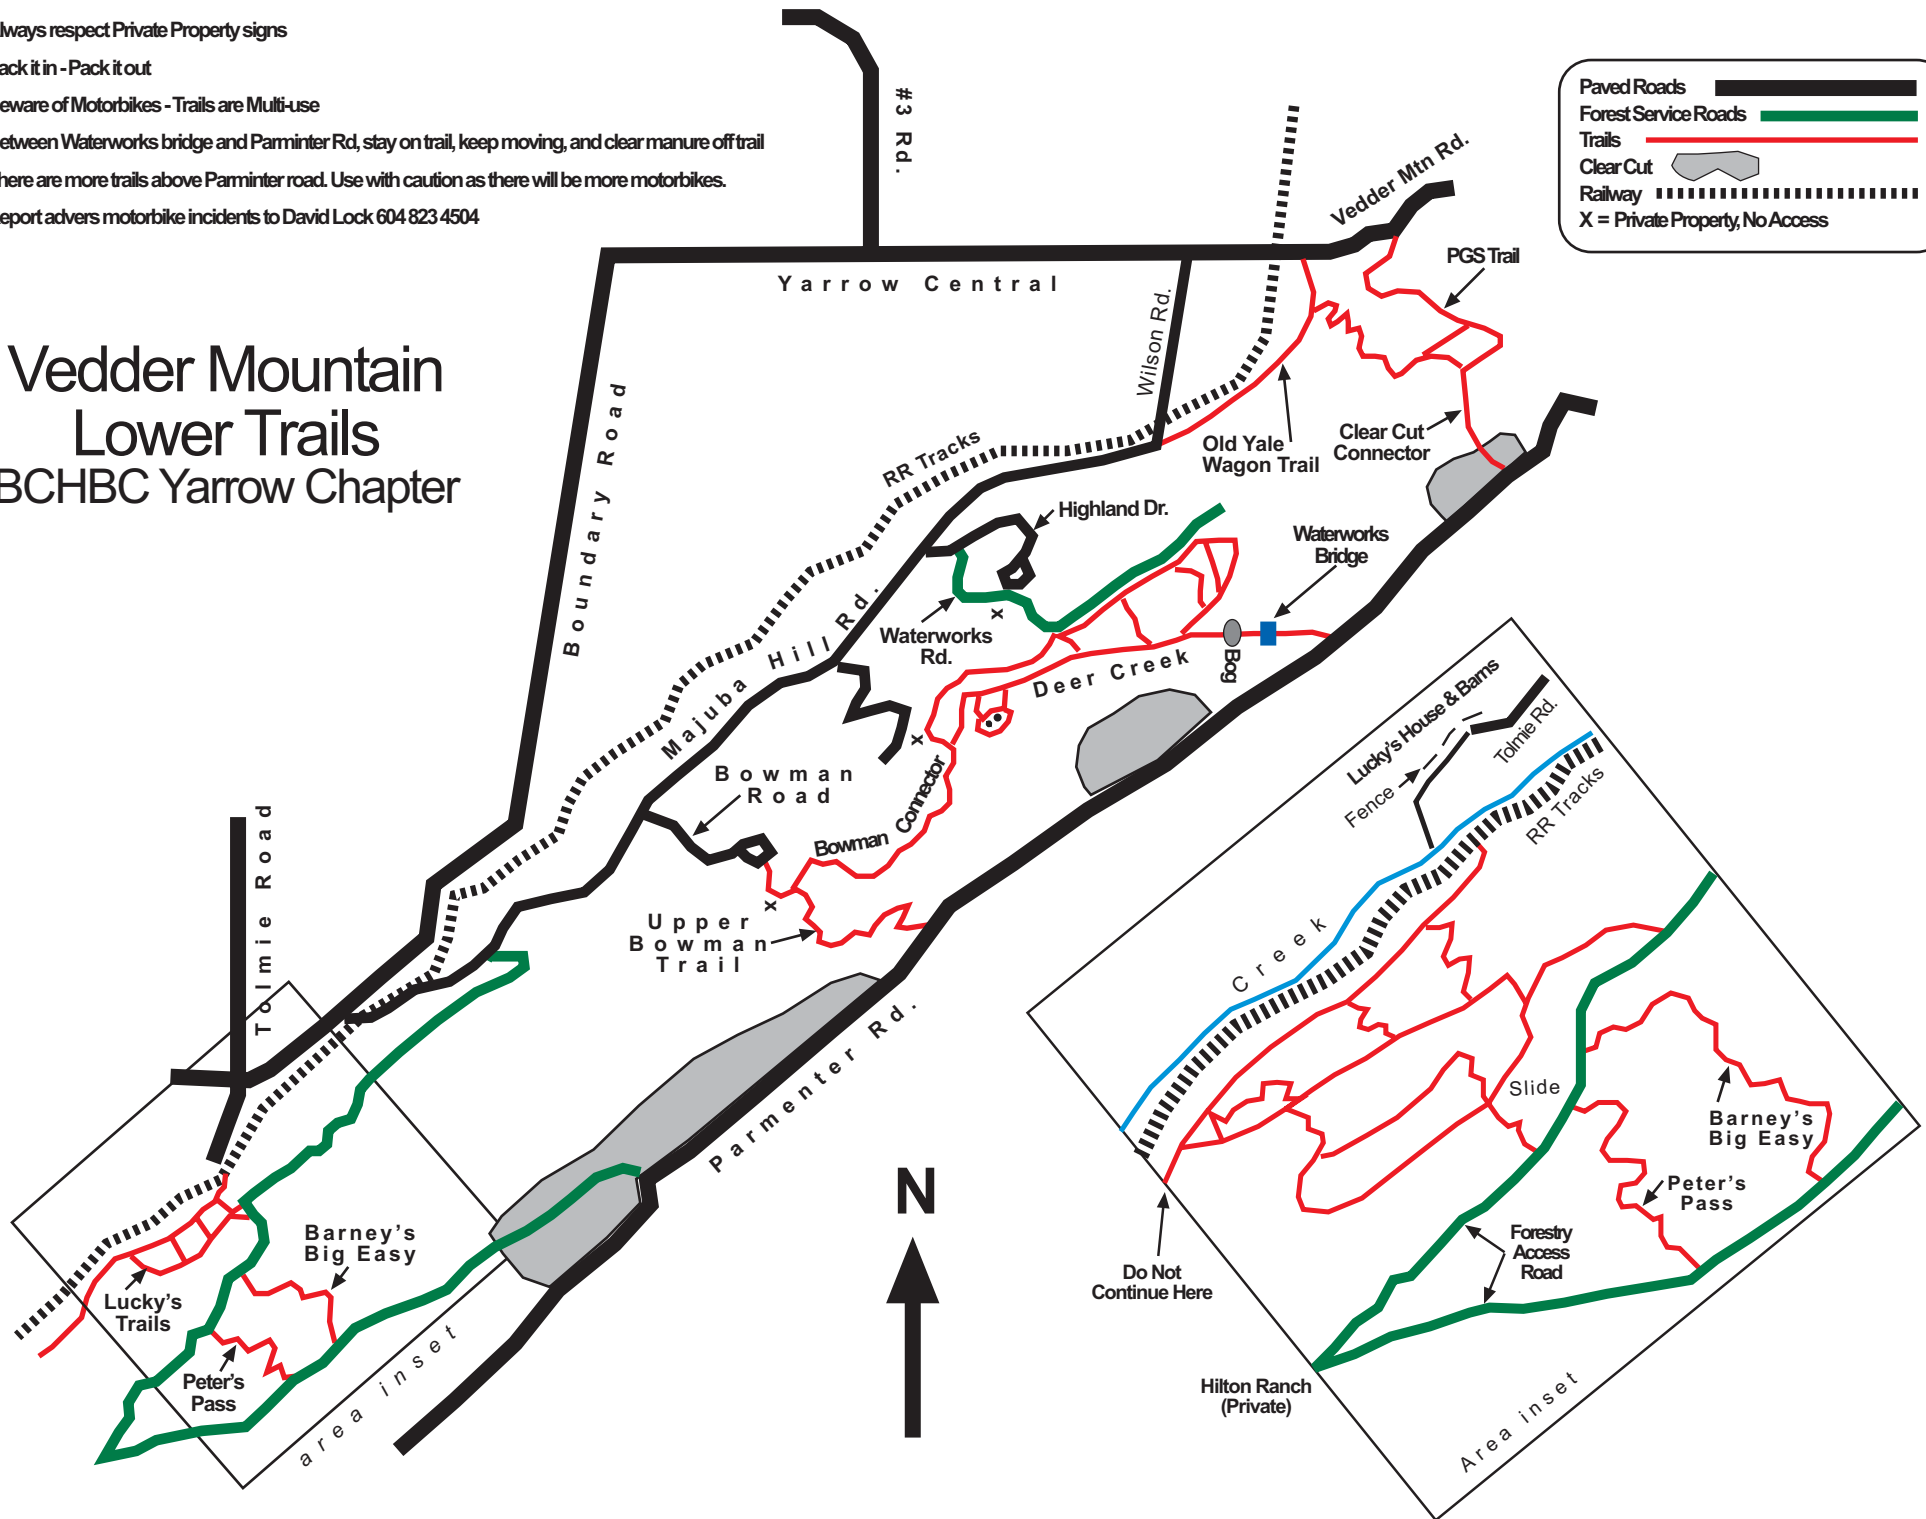 lways respect Private Property signs
ack it in - Pack it out
eware of Motorbikes - Trails are Multi-use
etween Waterworks bridge and Parminter Rd, stay on trail, keep moving, and clear manure off trail
here are more trails above Parminter road. Use with caution as there will be more motorbikes.
eport advers motorbike incidents to David Lock 604 823 4504
Vedder Mountain
Lower Trails
BCHBC Yarrow Chapter
Paved Roads
Forest Service Roads
Trails
Clear Cut
Railway
X = Private Property, No Access
#3 Rd.
Vedder Mtn Rd.
Yarrow Central
PGS Trail
Wilson Rd.
Boundary Road
RR Tracks
Old Yale
Wagon Trail
Clear Cut
Connector
Highland Dr.
Waterworks
Bridge
Majuba Hill Rd.
x
Waterworks
Rd.
Deer Creek
Bog
x
Bowman
Road
Bowman Connector
x
Upper
Bowman
Trail
Parmenter Rd.
Tolmie Road
Barney's
Big Easy
Lucky's
Trails
Peter's
Pass
area inset
N
Lucky's House & Barns
Tolmie Rd.
Fence
RR Tracks
Creek
Slide
Barney's
Big Easy
Peter's
Pass
Forestry
Access
Road
Do Not
Continue Here
Hilton Ranch
(Private)
Area inset